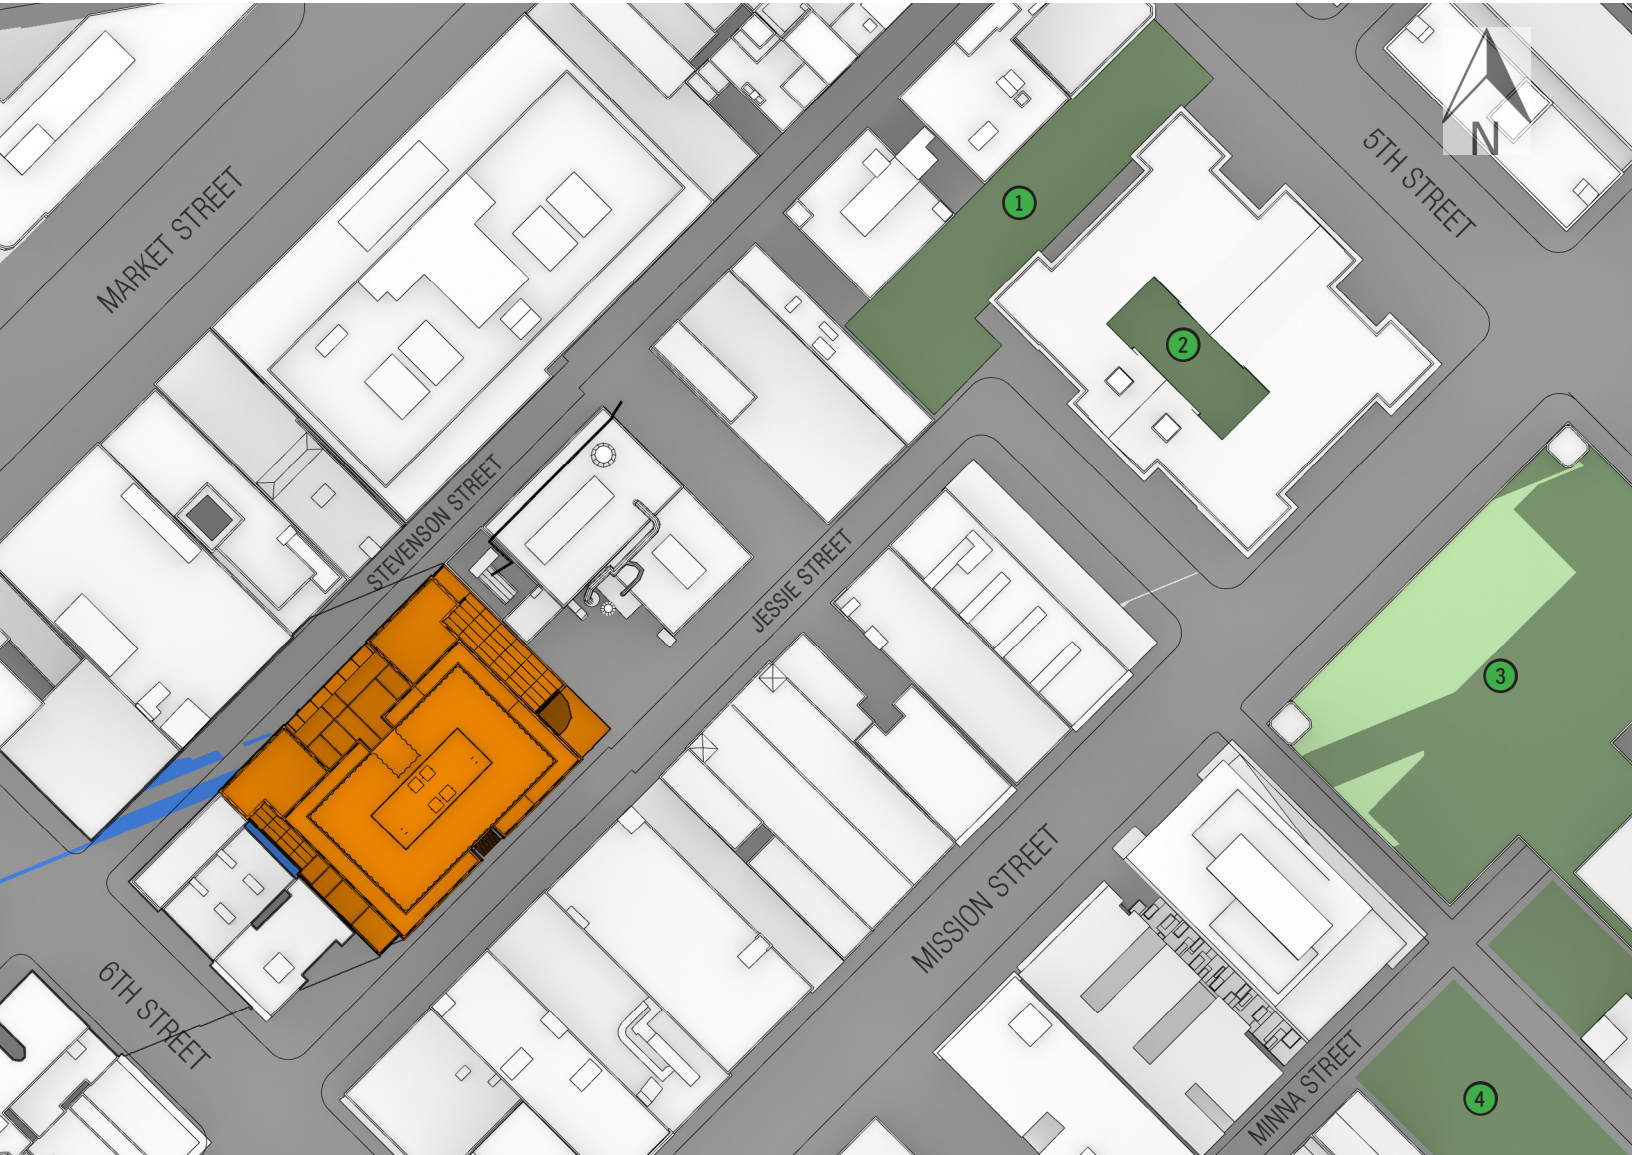 N
5TH STREET
MARKET STREET
1
2
STEVENSON STREET
JESSIE STREET
3
MISSION STREET
6TH STREET
MINNA STREET
4